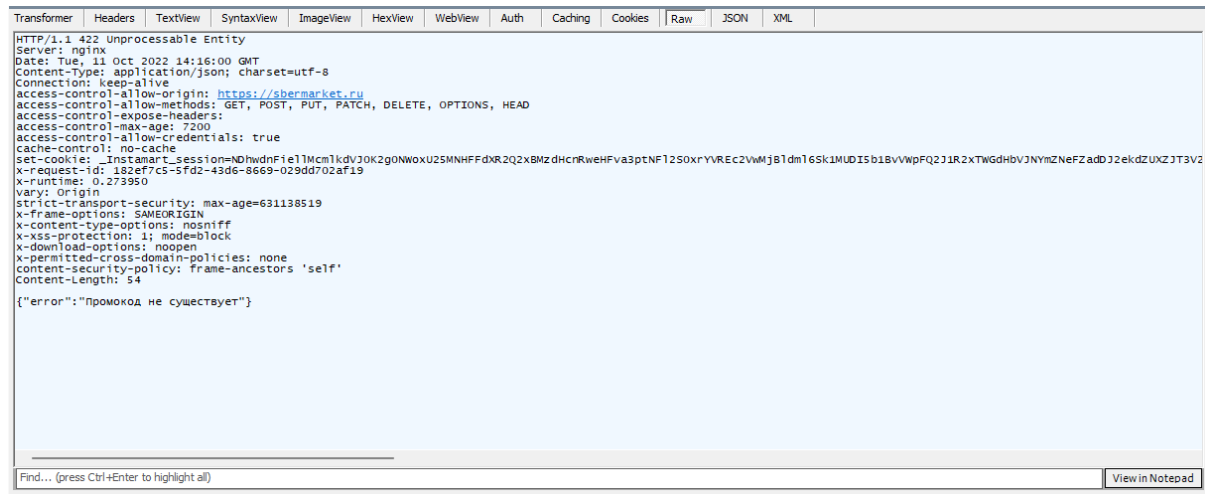 Transformer Headers TextView SyntaxView ImageView HexView WebView Auth Caching Cookies Raw JSON XML
HTTP/1.1 422 Unprocessable Entity
Server: nginx
Date: Tue, 11 Oct 2022 14:16:00 GMT
Content-Type: application/json; charset=utf-8
Connection: keep-alive
access-control-allow-origin: https://sbermarket.ru
access-control-allow-methods: GET, POST, PUT, PATCH, DELETE, OPTIONS, HEAD
access-control-expose-headers:
access-control-max-age: 7200
access-control-allow-credentials: true
cache-control: no-cache
set-cookie:
x-request-id: 182ef7c5-5fd2-43d6-8669-029dd702af19
x-runtime: 0.273950
vary: Origin
strict-transport-security: max-age=631138519
x-frame-options: SAMEORIGIN
x-content-type-options: nosniff
x-xss-protection: 1; mode=block
x-download-options: noopen
x-permitted-cross-domain-policies: none
content-security-policy: frame-ancestors 'self'
Content-Length: 54
{"error":"Промокод не существует"}
Find... (press Ctrl+Enter to highlight all) View in Notepad